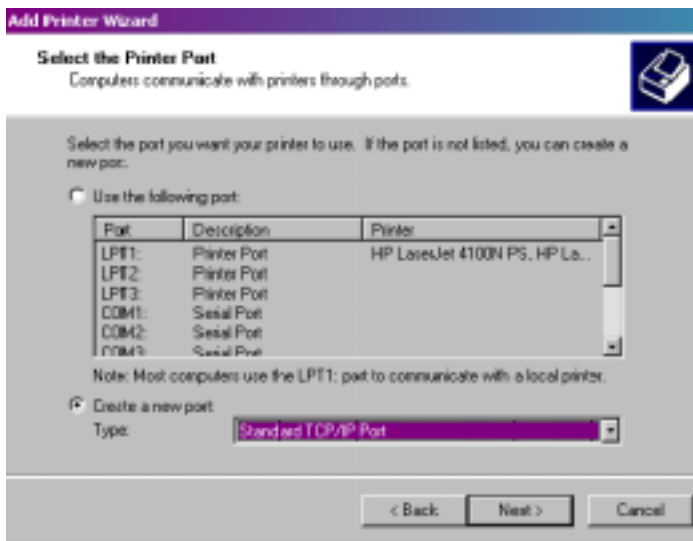 Add Printer Wizard
Select the Printer Port
Computers communicate with printers through ports.
Select the port you want your printer to use. If the port is not listed, you can create a
new port.
Use the following port:
Port Description Printer
LPT1: Printer Port HP LaserJet 4100N PS, HP La...
LPT2: Printer Port
LPT3: Printer Port
COM1: Serial Port
COM2: Serial Port
COM3: Serial Port
Note: Most computers use the LPT1: port to communicate with a local printer.
Create a new port:
Type: Standard TCP/IP Port
< Back Next > Cancel